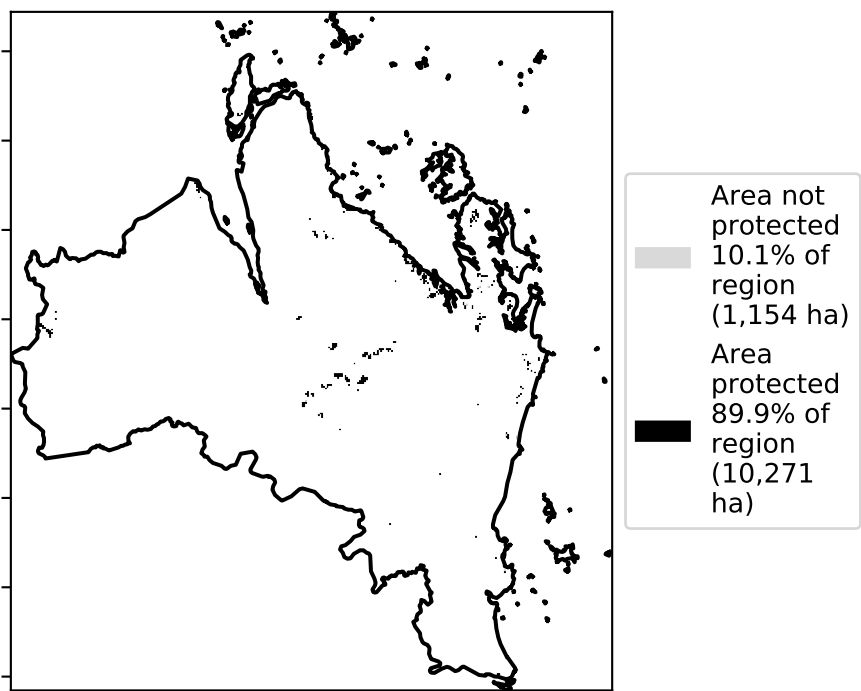 Area not
protected
10.1% of
region
(1,154 ha)
Area
protected
89.9% of
region
(10,271
ha)